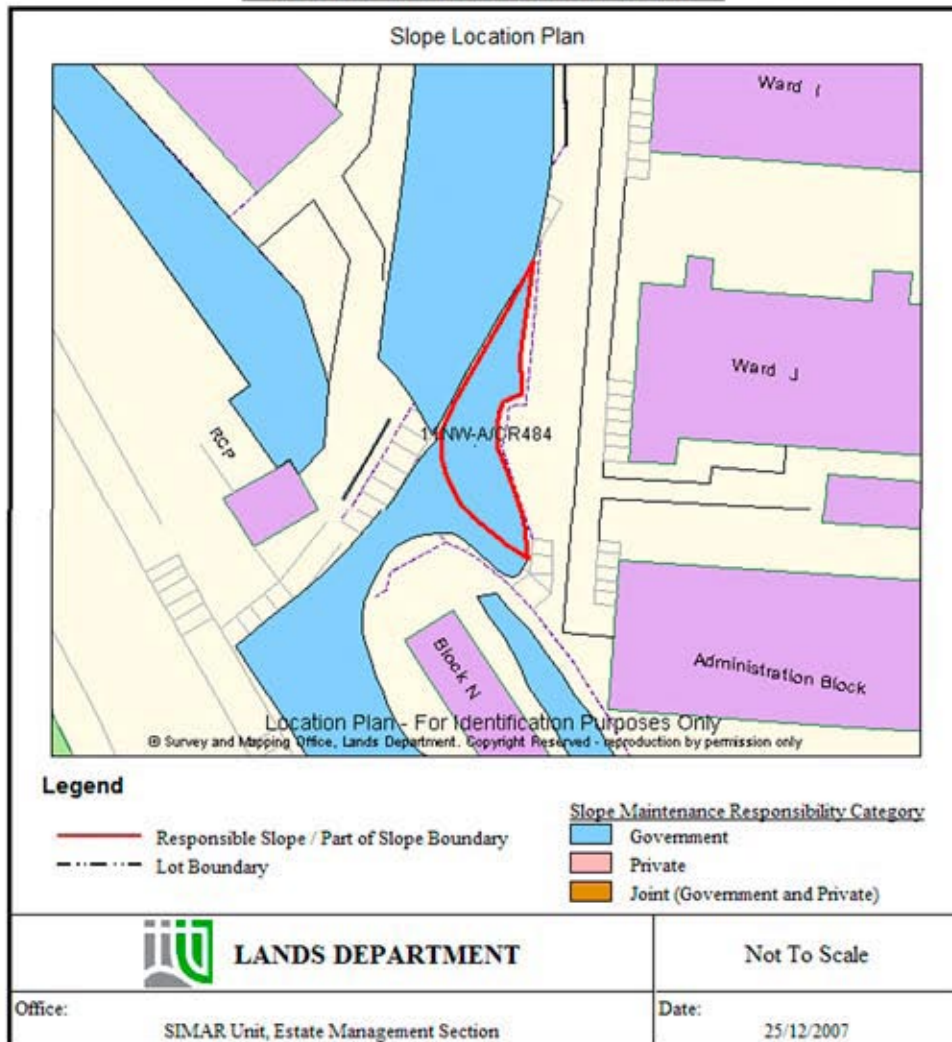 Slope Location Plan
Ward I
Ward J
11NW-A/CR484
RCP
Block N
Administration Block
Location Plan - For Identification Purposes Only
© Survey and Mapping Office, Lands Department. Copyright Reserved - reproduction by permission only
Legend
Responsible Slope / Part of Slope Boundary
Lot Boundary
Slope Maintenance Responsibility Category
Government
Private
Joint (Government and Private)
LANDS DEPARTMENT
Not To Scale
Office:
SIMAR Unit, Estate Management Section
Date:
25/12/2007